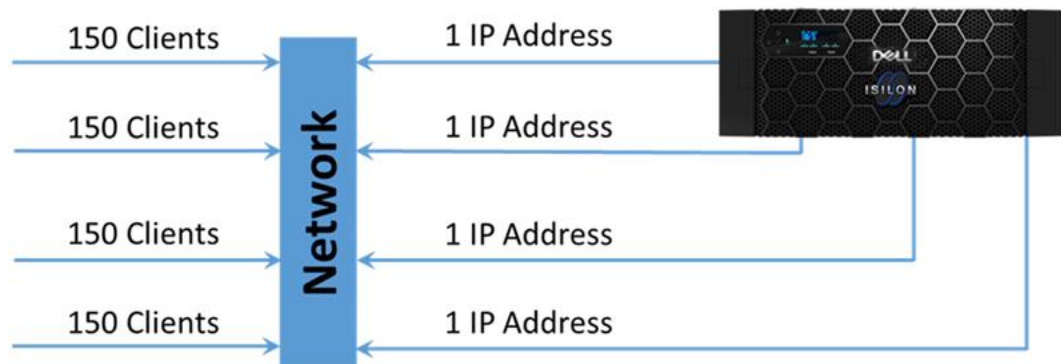 150 Clients
1 IP Address
DELL
ISILON
150 Clients
1 IP Address
Network
150 Clients
1 IP Address
150 Clients
1 IP Address